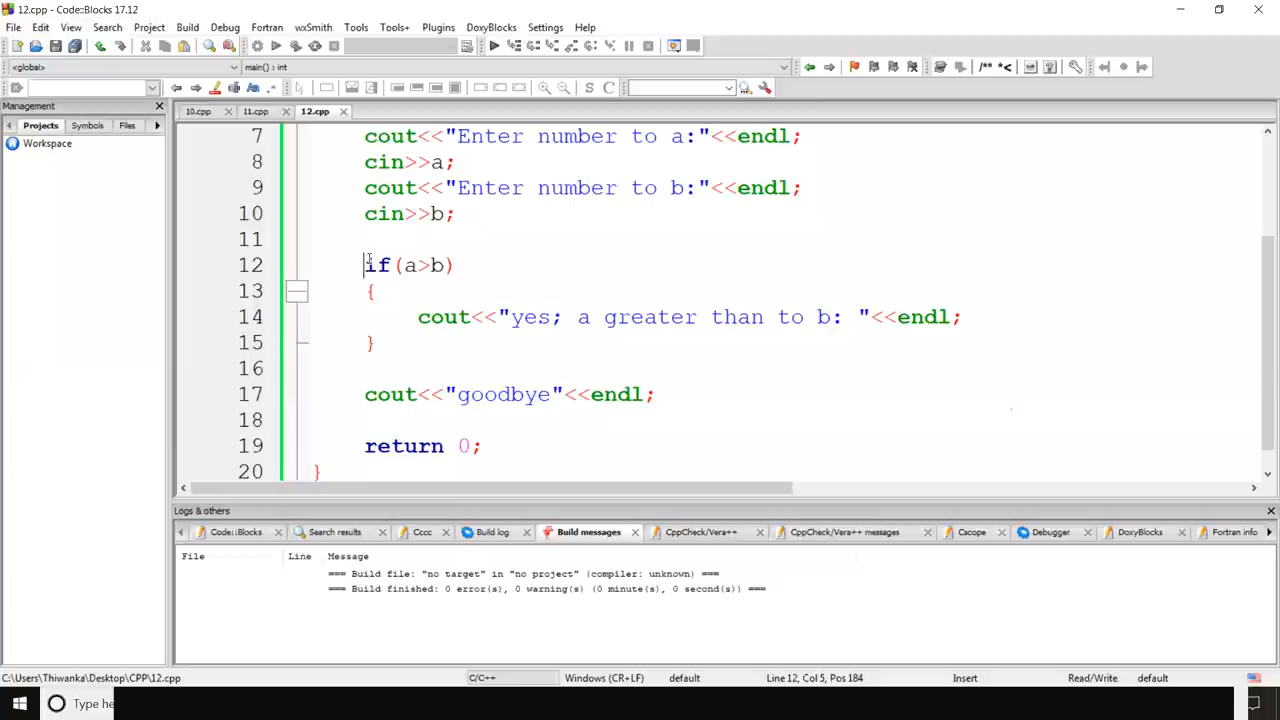 12.cpp - Code::Blocks 17.12
File Edit View Search Project Build Debug Fortran wxSmith Tools Tools+ Plugins DoxyBlocks Settings Help
<global> main() : int
/** *<
S C
Management
Projects Symbols Files
Workspace
10.cpp 11.cpp 12.cpp
7 cout<<"Enter number to a:"<<endl;
8 cin>>a;
9 cout<<"Enter number to b:"<<endl;
10 cin>>b;
11
12 if(a>b)
13 {
14 cout<<"yes; a greater than to b: "<<endl;
15 }
16
17 cout<<"goodbye"<<endl;
18
19 return 0;
20 }
Logs & others
Code::Blocks Search results Cccc Build log Build messages CppCheck/Vera++ CppCheck/Vera++ messages Cscope Debugger DoxyBlocks Fortran info
File Line Message
=== Build file: "no target" in "no project" (compiler: unknown) ===
=== Build finished: 0 error(s), 0 warning(s) (0 minute(s), 0 second(s)) ===
C:\Users\Thiwanka\Desktop\CPP\12.cpp C/C++ Windows (CR+LF) default Line 12, Col 5, Pos 184 Insert Read/Write default
Type he